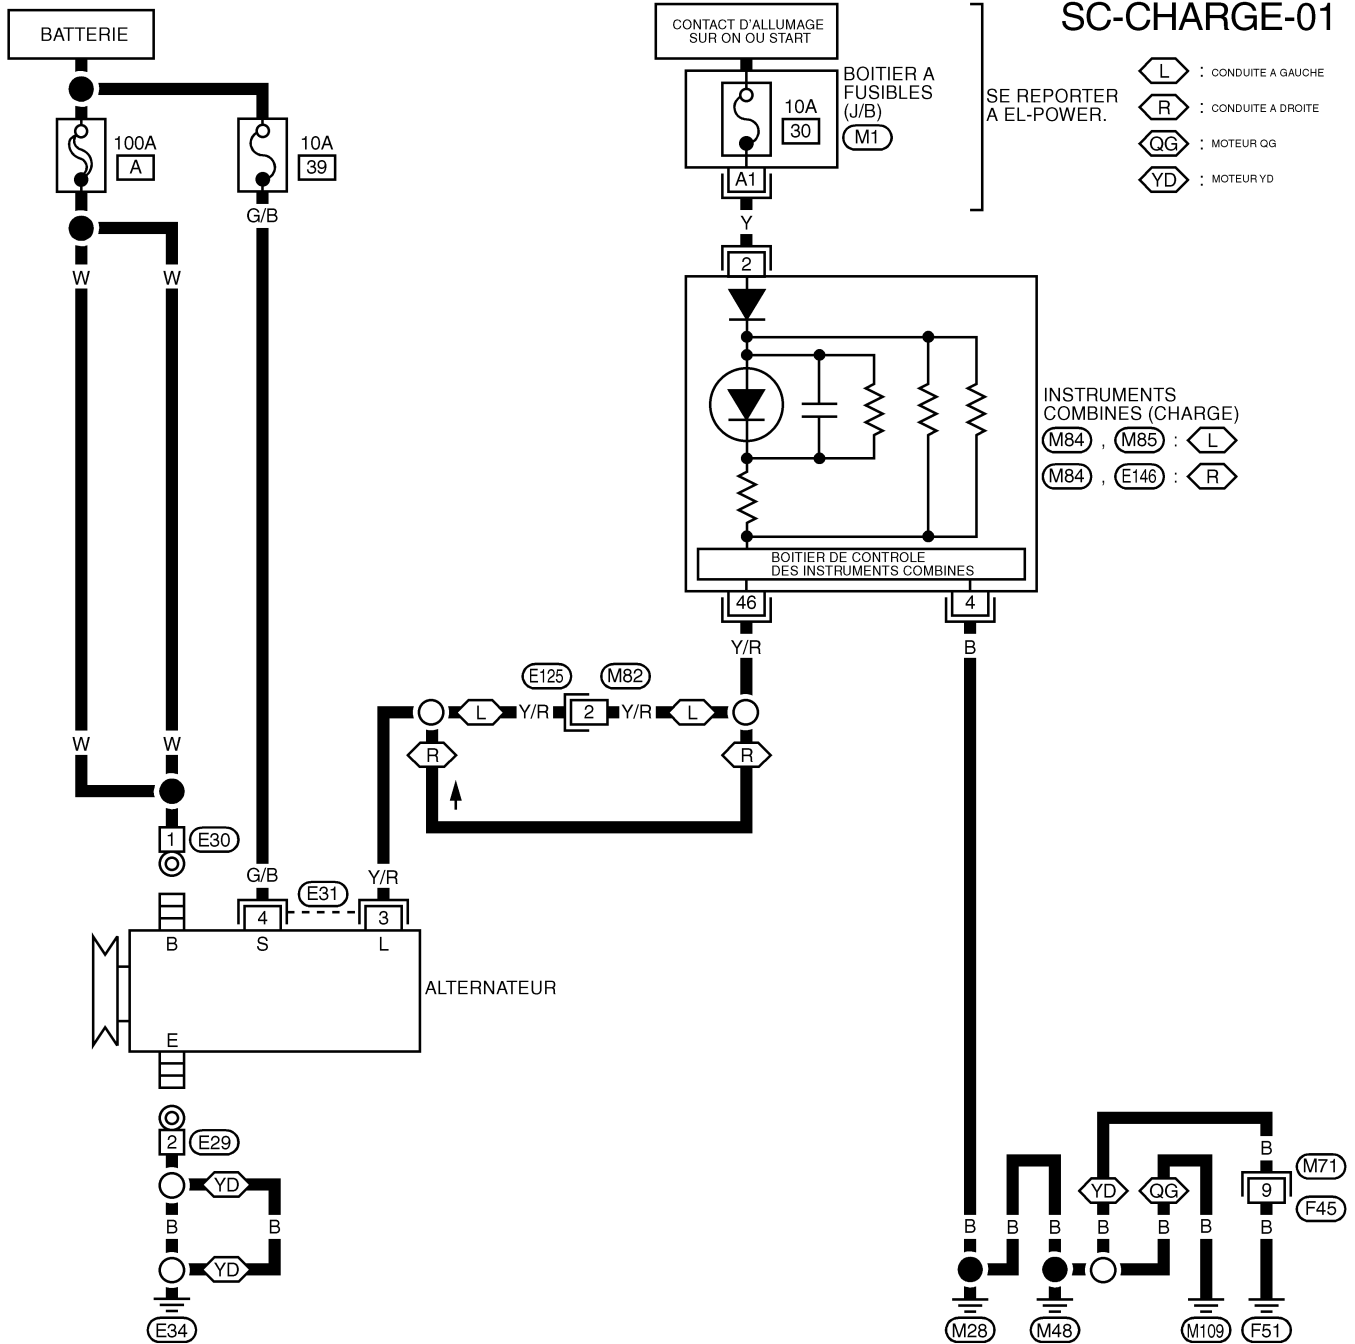 BATTERIE
CONTACT D'ALLUMAGE
SUR ON OU START
SC-CHARGE-01
L : CONDUITE A GAUCHE
R : CONDUITE A DROITE
QG : MOTEUR QG
YD : MOTEUR YD
BOITIER A
FUSIBLES
(J/B)
M1
SE REPORTER
A EL-POWER.
100A
A
10A
39
10A
30
A1
G/B
Y
2
W W
INSTRUMENTS
COMBINES (CHARGE)
M84 , M85 : L
M84 , E146 : R
BOITIER DE CONTROLE
DES INSTRUMENTS COMBINES
46 4
Y/R B
E125 M82
L Y/R 2 Y/R L
R R
W W
1 E30
G/B Y/R
E31
4 3
B S L
ALTERNATEUR
E
2 E29
YD
B B
YD
E34
B M71
YD QG 9
F45
B B B B B B B
M28 M48 M109 F51